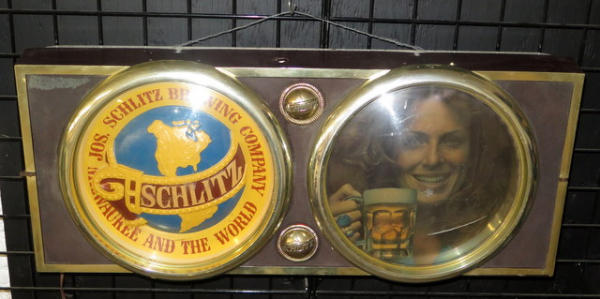 JOS. SCHLITZ BREWING COMPANY
MILWAUKEE AND THE WORLD
SCHLITZ